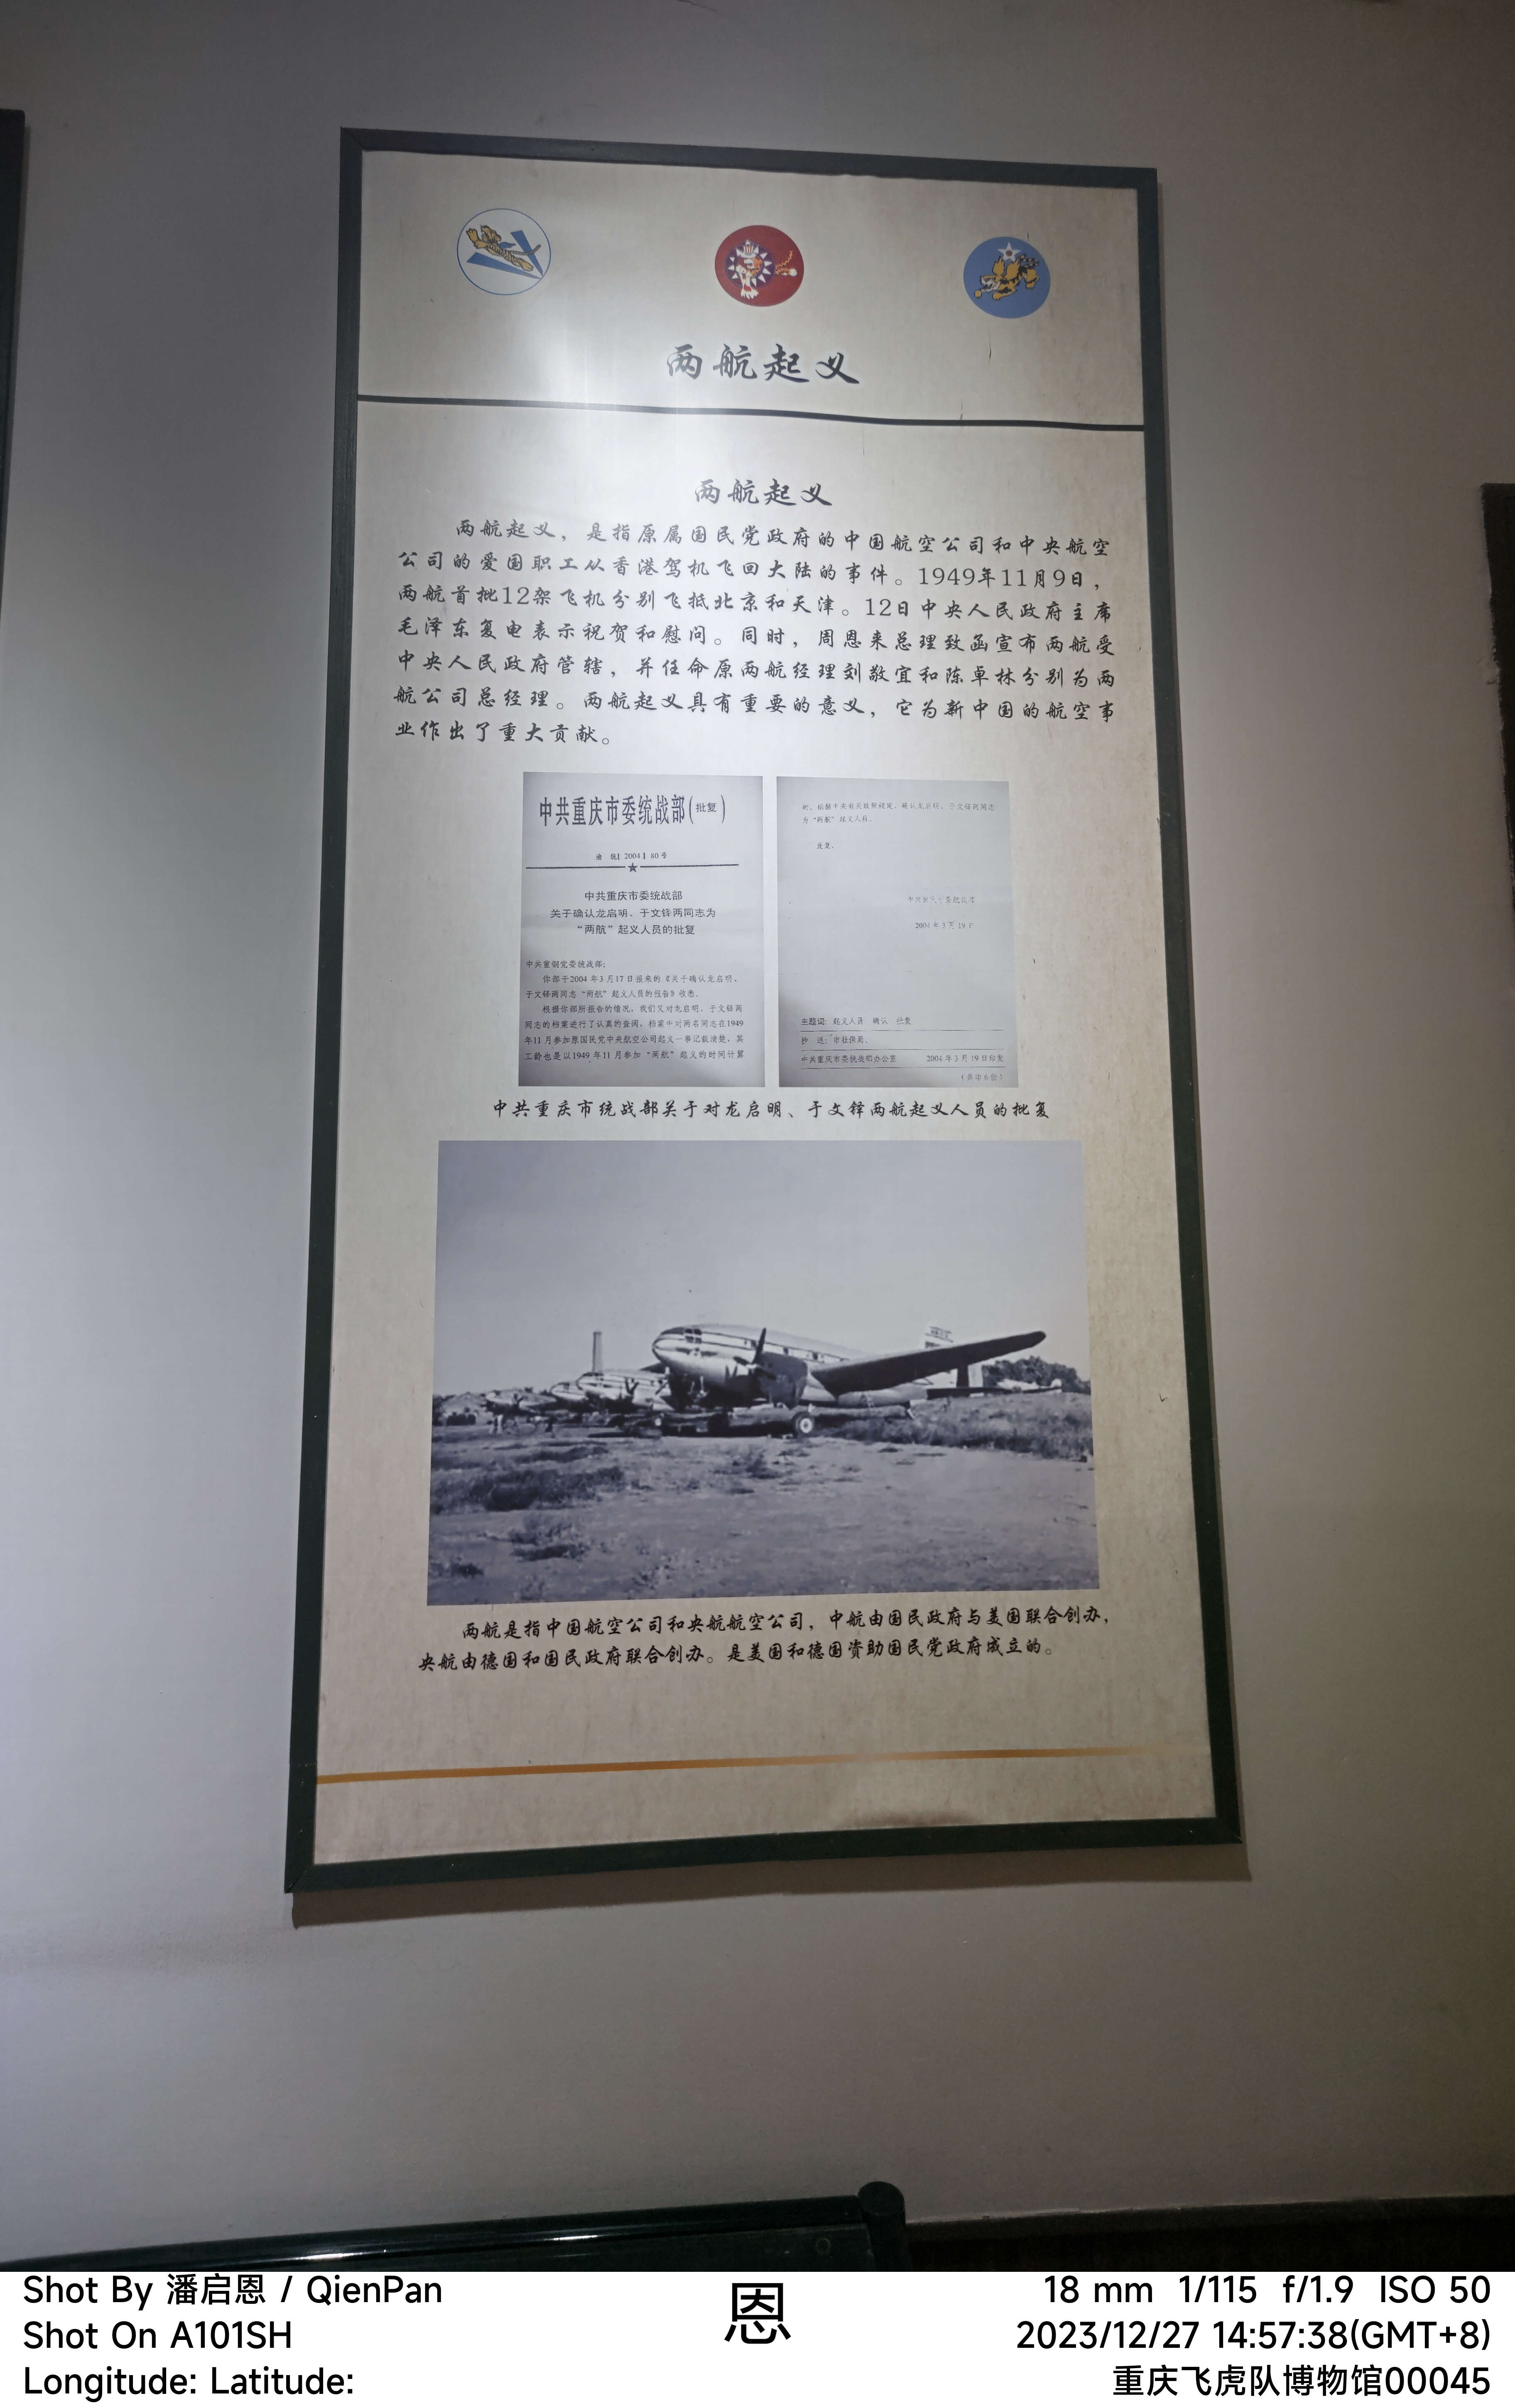 两航起义
两航起义
两航起义，是指原属国民党政府的中国航空公司和中央航空
公司的爱国职工从香港驾机飞回大陆的事件。1949年11月9日，
两航首批12架飞机分别飞抵北京和天津。12日中央人民政府主席
毛泽东复电表示祝贺和慰问。同时，周恩来总理致函宣布两航受
中央人民政府管辖，并任命原两航经理刘敬宜和陈卓林分别为两
航公司总经理。两航起义具有重要的意义，它为新中国的航空事
业作出了重大贡献。
中共重庆市委统战部（批复）
渝 统[2004] 80号
中共重庆市委统战部
关于确认龙启明、于文铎两同志为
“两航”起义人员的批复
中共重钢党委统战部：
你部于2004年3月17日报来的《关于确认龙启明、
于文铎两同志“两航”起义人员的报告》收悉。
根据你部所报告的情况，我们又对龙启明、于文铎两
同志的档案进行了认真的查阅，档案中对两名同志在1949
年11月参加原国民党中央航空公司起义一事记载清楚，其
工龄也是以1949年11月参加“两航”起义的时间计算
的。根据中央有关政策规定，确认龙启明、于文铎两同志
为“两航”起义人员。
此复。
中共重庆市委统战部
2004年3月19日
主题词：起义人员 确认 批复
抄 送：市社保局。
中共重庆市委统战部办公室 2004年3月19日印发
（共印6份）
中共重庆市统战部关于对龙启明、于文铎两航起义人员的批复
两航是指中国航空公司和央航航空公司，中航由国民政府与美国联合创办，
央航由德国和国民政府联合创办。是美国和德国资助国民党政府成立的。
Shot By 潘启恩 / QienPan
Shot On A101SH
Longitude: Latitude:
恩
18 mm 1/115 f/1.9 ISO 50
2023/12/27 14:57:38(GMT+8)
重庆飞虎队博物馆00045